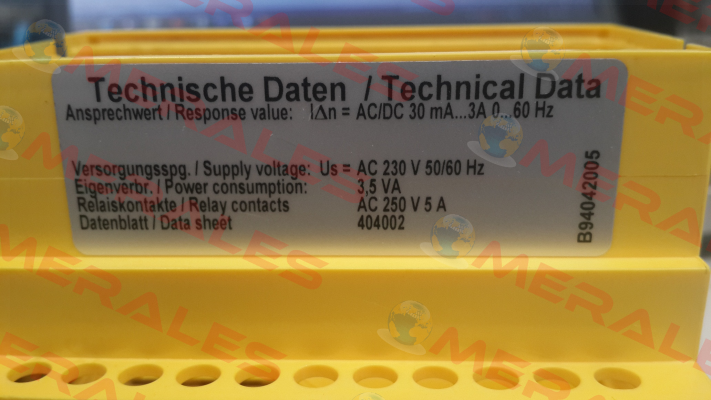 Technische Daten / Technical Data
Ansprechwert / Response value: IΔn = AC/DC 30 mA...3A 0...60 Hz
Versorgungsspg. / Supply voltage: Us = AC 230 V 50/60 Hz
Eigenverbr. / Power consumption: 3,5 VA
Relaiskontakte / Relay contacts AC 250 V 5 A
Datenblatt / Data sheet 404002
B94042005
MERALES
MERALES
MERALES
MERALES
MERALES
MERALES